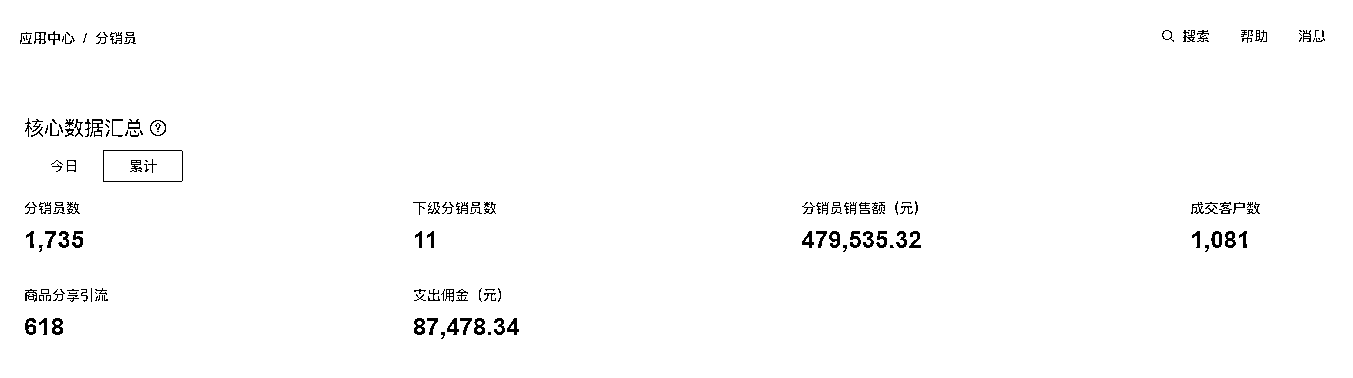 应用中心 / 分销员
搜索 帮助 消息
核心数据汇总
今日 累计
分销员数 下级分销员数 分销员销售额（元） 成交客户数
1,735 11 479,535.32 1,081
商品分享引流 支出佣金（元）
618 87,478.34